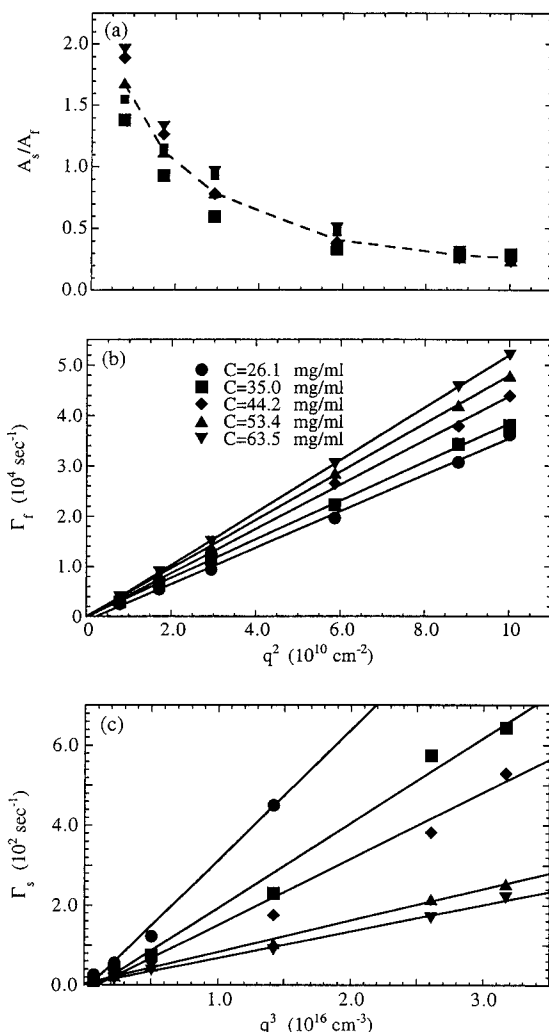 (a)
2.0
1.5
1.0
0.5
0.0
A_s/A_f
(b)
5.0
4.0
3.0
2.0
1.0
0
Γ_f (10^4 sec^-1)
C=26.1 mg/ml
C=35.0 mg/ml
C=44.2 mg/ml
C=53.4 mg/ml
C=63.5 mg/ml
0 2.0 4.0 6.0 8.0 10.0
q^2 (10^10 cm^-2)
(c)
6.0
4.0
2.0
0.0
Γ_s (10^2 sec^-1)
1.0 2.0 3.0
q^3 (10^16 cm^-3)